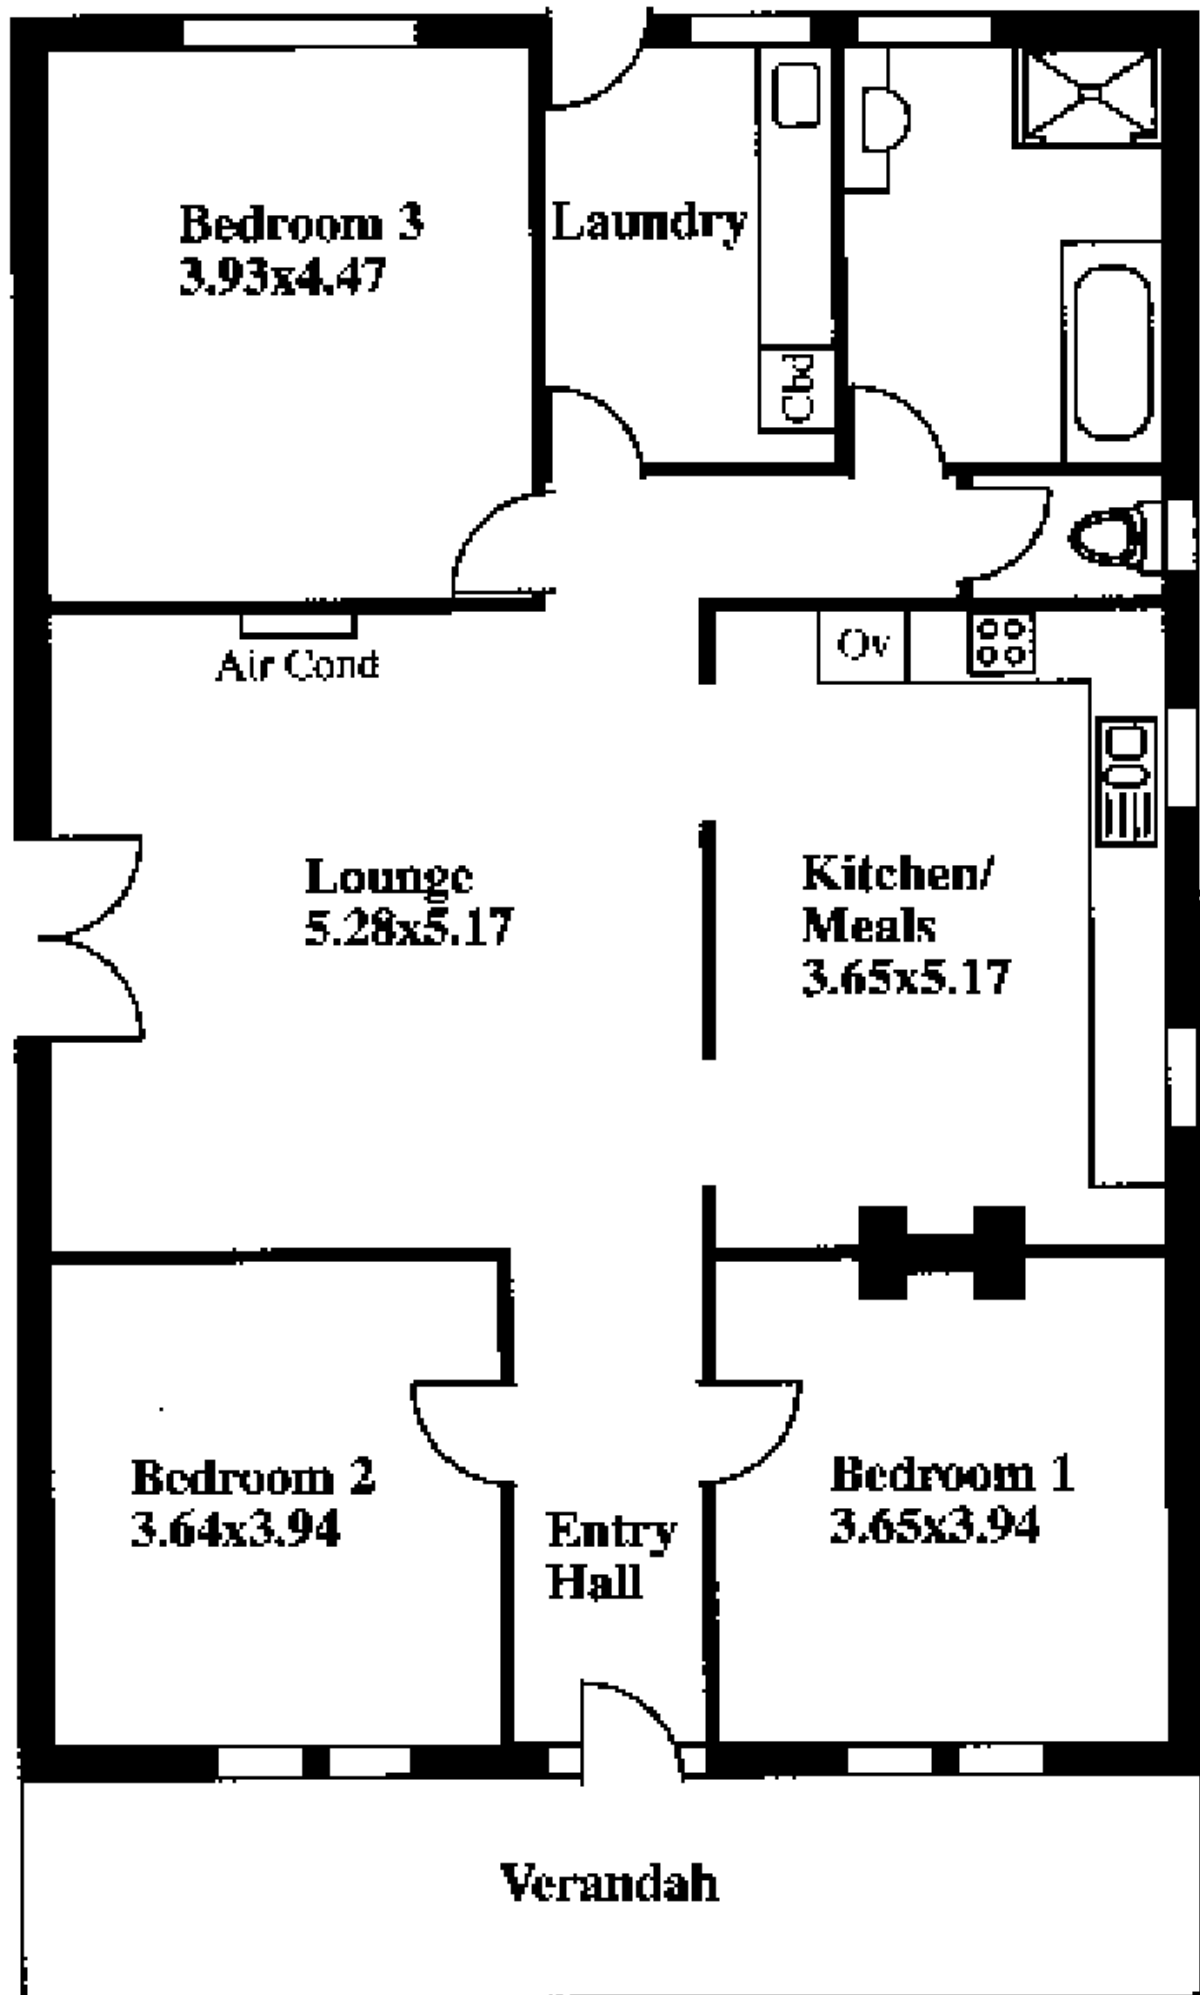 Bedroom 3
3.93x4.47
Laundry
Cbd
Air Cond
Ov
Lounge
5.28x5.17
Kitchen/
Meals
3.65x5.17
Bedroom 2
3.64x3.94
Entry
Hall
Bedroom 1
3.65x3.94
Verandah